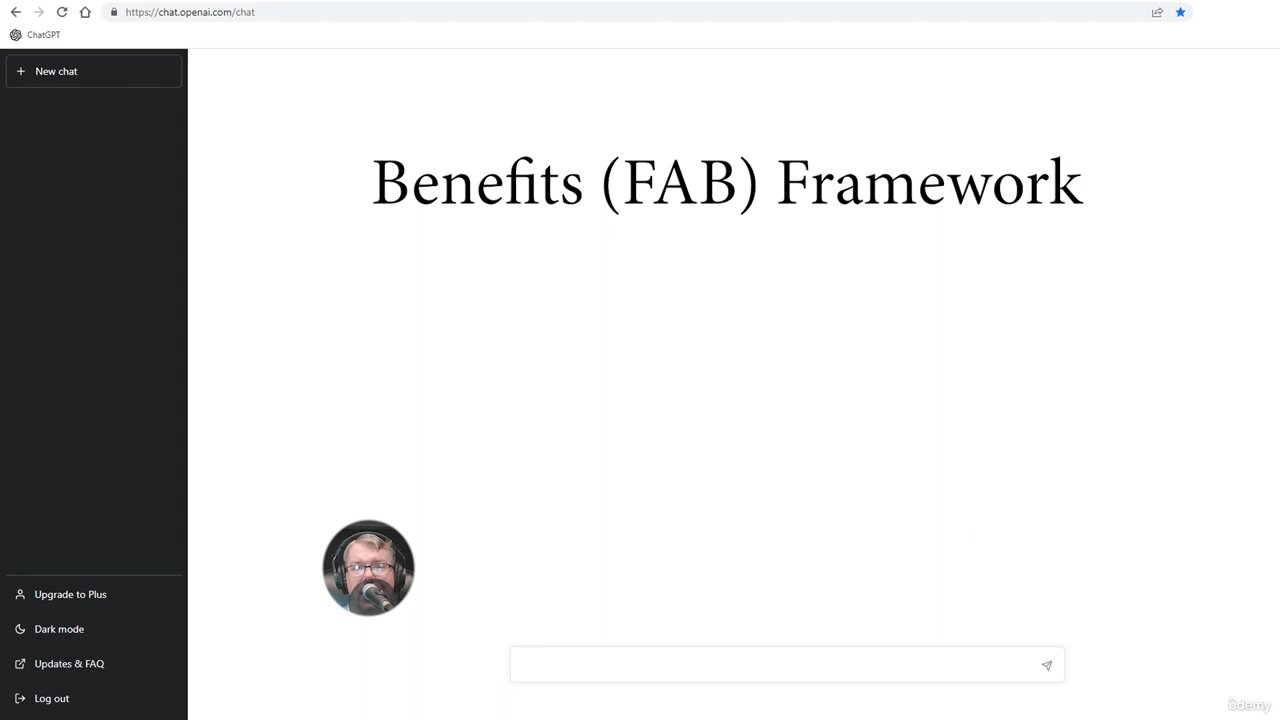 https://chat.openai.com/chat
ChatGPT
New chat
Benefits (FAB) Framework
Upgrade to Plus
Dark mode
Updates & FAQ
Log out
ûdemy